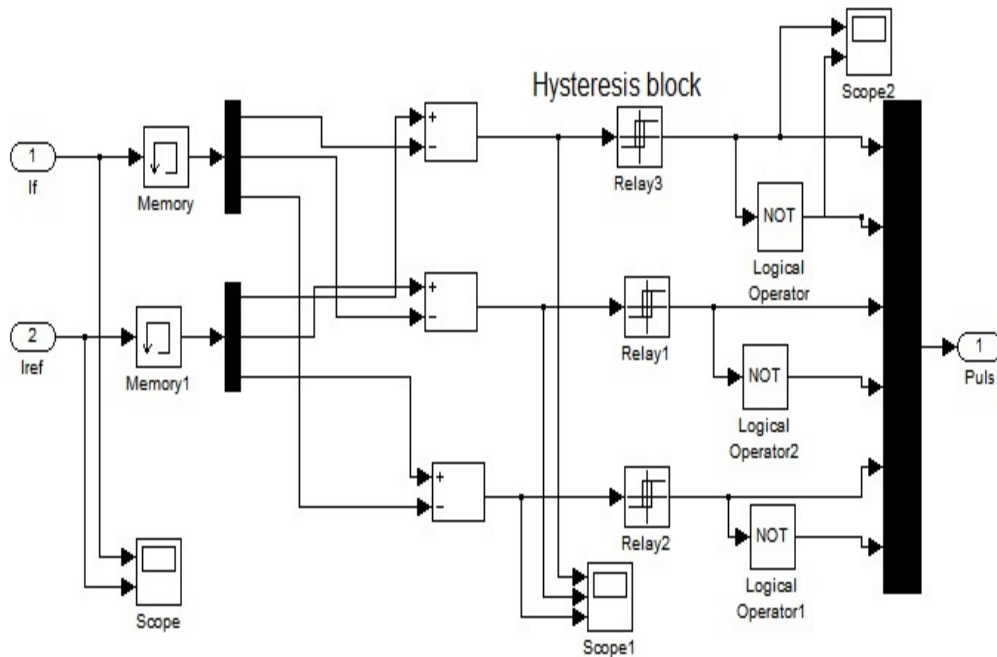 Hysteresis block
Scope2
1
If
Memory
+
−
Relay3
NOT
Logical
Operator
2
Iref
Memory1
+
−
Relay1
NOT
Logical
Operator2
1
Puls
+
−
Relay2
NOT
Logical
Operator1
Scope
Scope1